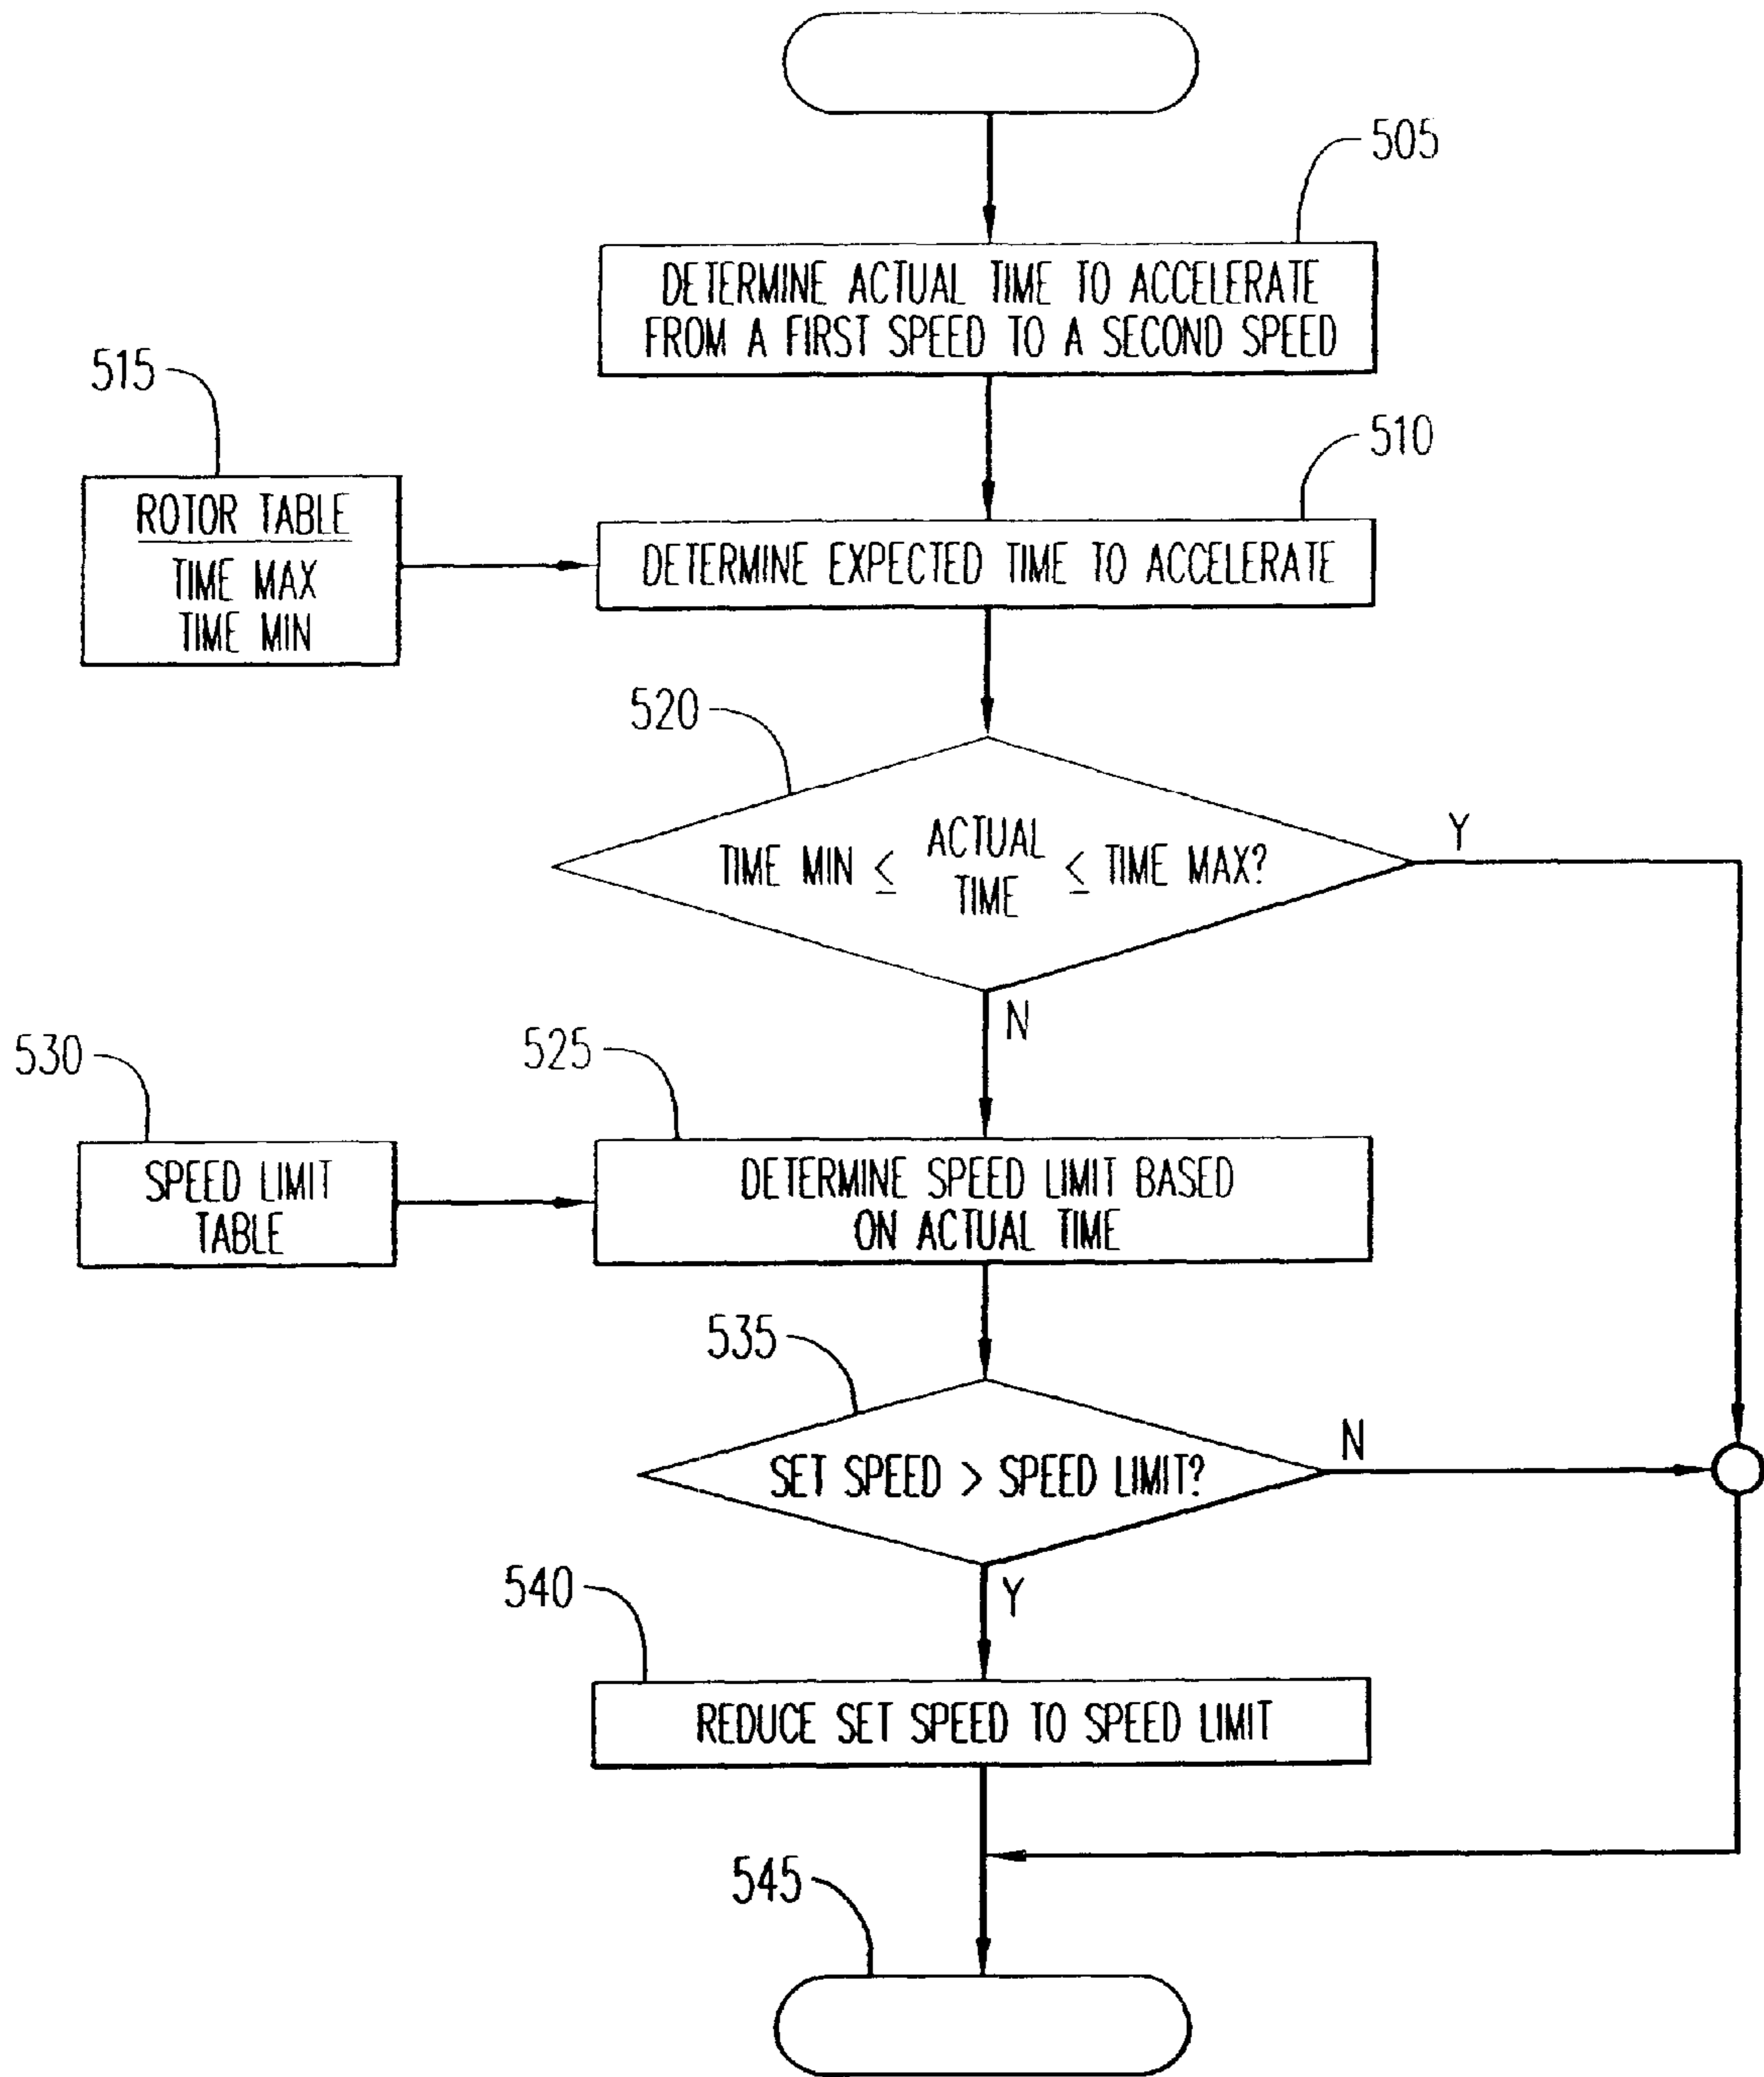 505
DETERMINE ACTUAL TIME TO ACCELERATE
FROM A FIRST SPEED TO A SECOND SPEED
515
510
ROTOR TABLE
TIME MAX
TIME MIN
DETERMINE EXPECTED TIME TO ACCELERATE
520
TIME MIN ≤ ACTUAL TIME ≤ TIME MAX?
Y
N
530
525
SPEED LIMIT
TABLE
DETERMINE SPEED LIMIT BASED
ON ACTUAL TIME
535
SET SPEED > SPEED LIMIT?
N
Y
540
REDUCE SET SPEED TO SPEED LIMIT
545